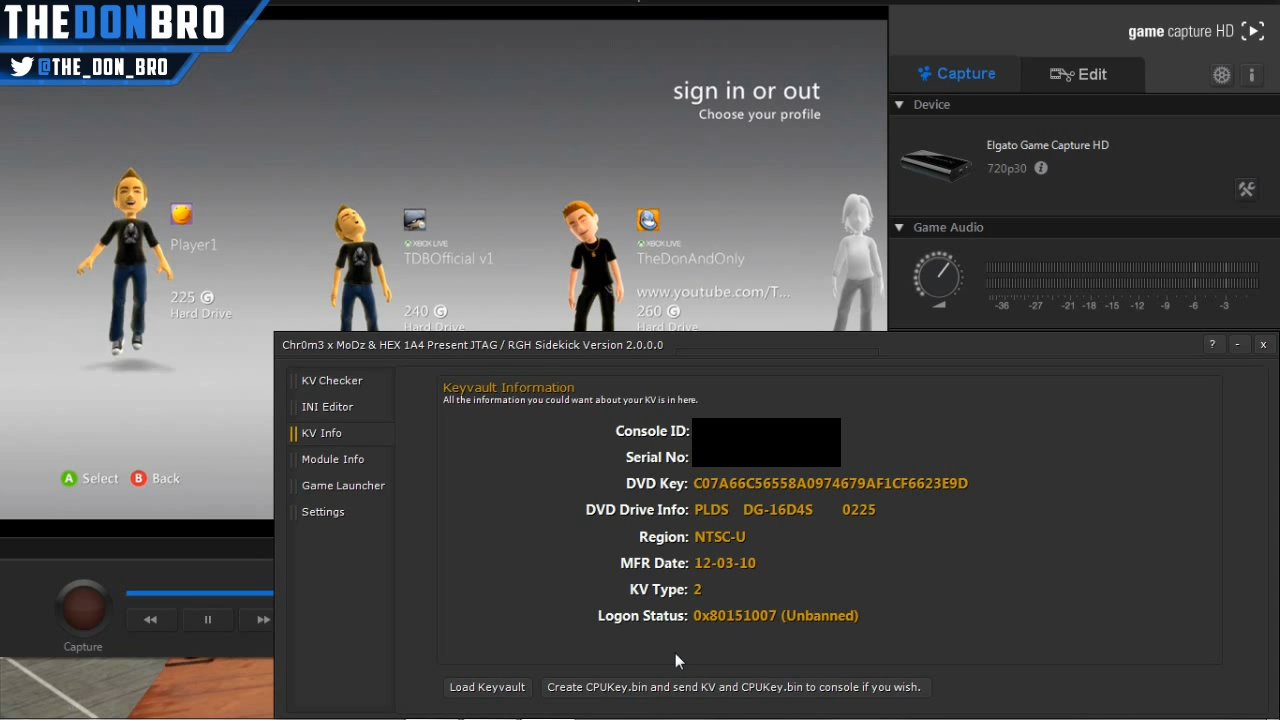 THEDONBRO
@THE_DON_BRO
sign in or out
Choose your profile
Player1
225 G
Hard Drive
XBOX LIVE
TDBOfficial v1
240 G
Hard Drive
XBOX LIVE
TheDonAndOnly
www.youtube.com/T...
260 G
Hard Drive
A Select B Back
game capture HD
Capture
Edit
Device
Elgato Game Capture HD
720p30
Game Audio
-36 -27 -21 -18 -15 -12 -9 -6 -3
Chr0m3 x MoDz & HEX 1A4 Present JTAG / RGH Sidekick Version 2.0.0.0
? - x
KV Checker
INI Editor
KV Info
Module Info
Game Launcher
Settings
Keyvault Information
All the information you could want about your KV is in here.
Console ID:
Serial No:
DVD Key: C07A66C56558A0974679AF1CF6623E9D
DVD Drive Info: PLDS DG-16D4S 0225
Region: NTSC-U
MFR Date: 12-03-10
KV Type: 2
Logon Status: 0x80151007 (Unbanned)
Load Keyvault
Create CPUKey.bin and send KV and CPUKey.bin to console if you wish.
Capture